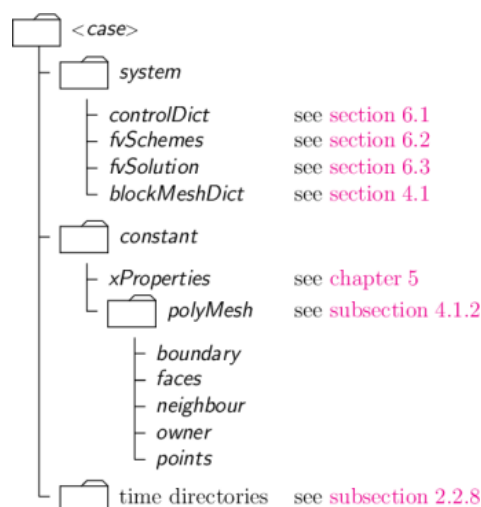 <case>
system
controlDict see section 6.1
fvSchemes see section 6.2
fvSolution see section 6.3
blockMeshDict see section 4.1
constant
xProperties see chapter 5
polyMesh see subsection 4.1.2
boundary
faces
neighbour
owner
points
time directories see subsection 2.2.8